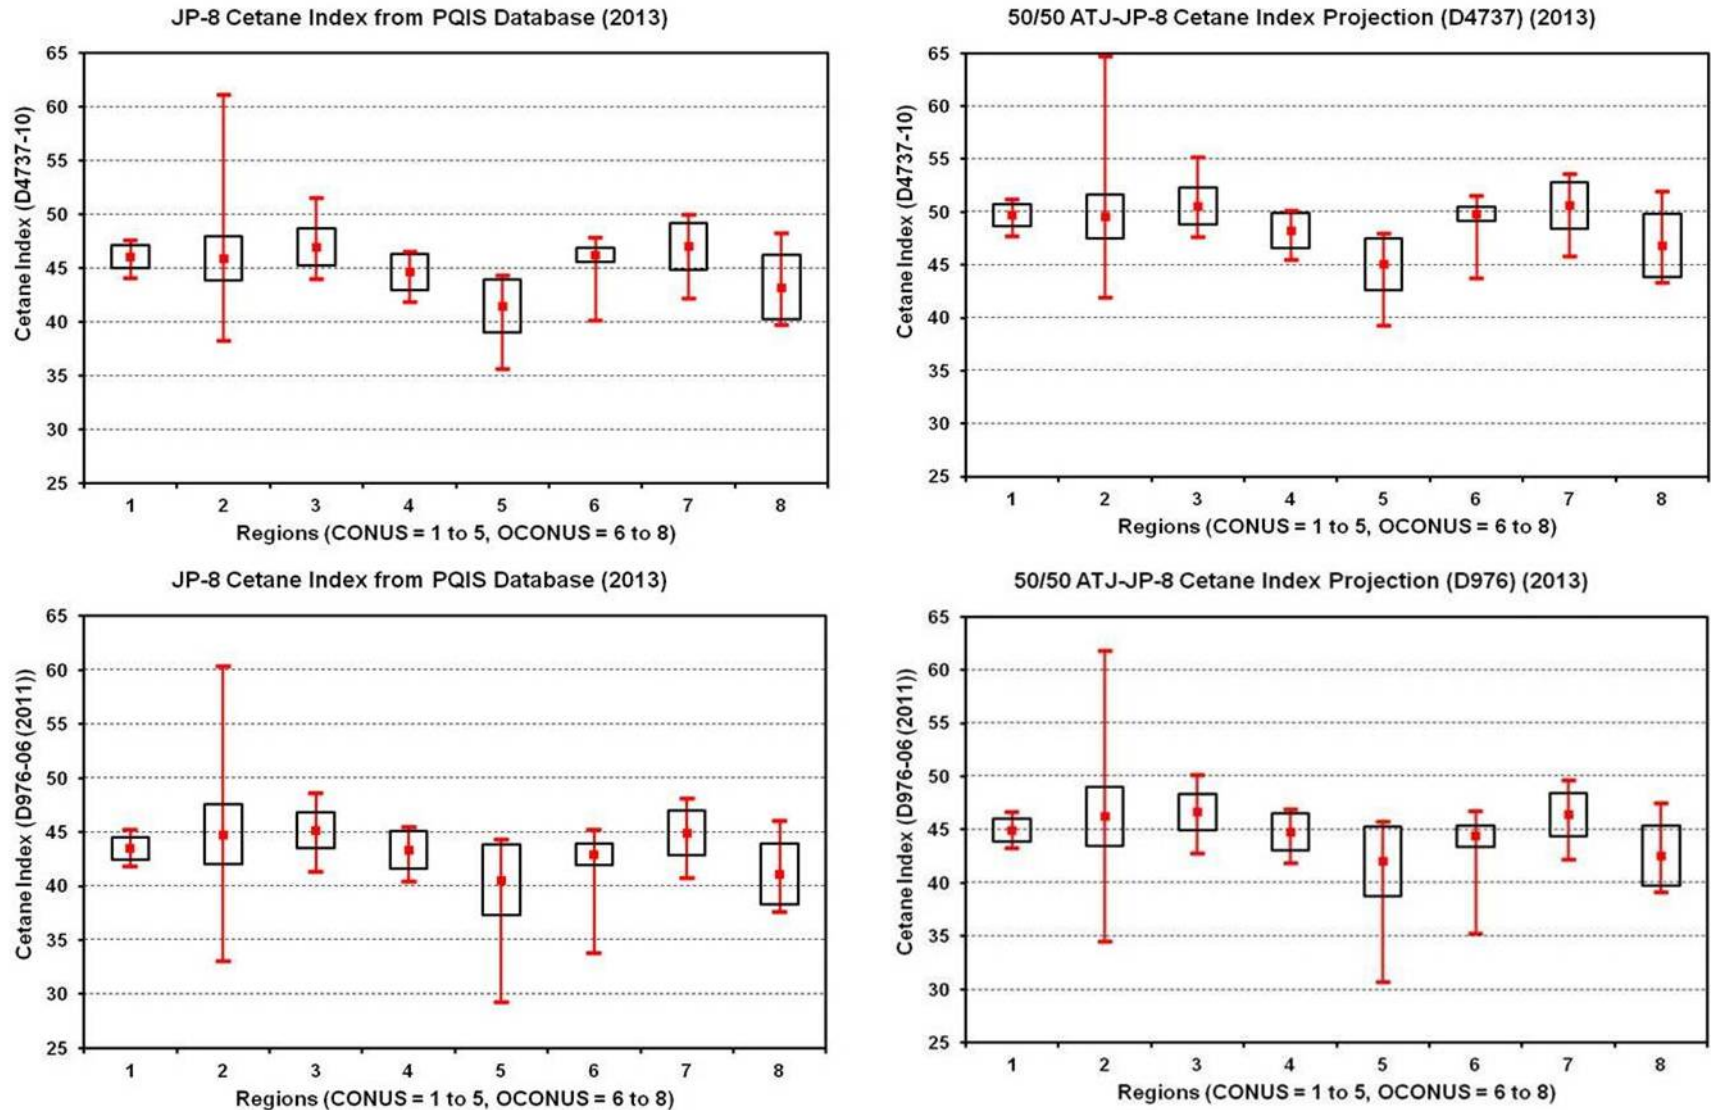 JP-8 Cetane Index from PQIS Database (2013)
Cetane Index (D4737-10)
65
60
55
50
45
40
35
30
25
1 2 3 4 5 6 7 8
Regions (CONUS = 1 to 5, OCONUS = 6 to 8)
50/50 ATJ-JP-8 Cetane Index Projection (D4737) (2013)
Cetane Index (D4737-10)
65
60
55
50
45
40
35
30
25
1 2 3 4 5 6 7 8
Regions (CONUS = 1 to 5, OCONUS = 6 to 8)
JP-8 Cetane Index from PQIS Database (2013)
Cetane Index (D976-06 (2011))
65
60
55
50
45
40
35
30
25
1 2 3 4 5 6 7 8
Regions (CONUS = 1 to 5, OCONUS = 6 to 8)
50/50 ATJ-JP-8 Cetane Index Projection (D976) (2013)
Cetane Index (D976-06 (2011))
65
60
55
50
45
40
35
30
25
1 2 3 4 5 6 7 8
Regions (CONUS = 1 to 5, OCONUS = 6 to 8)